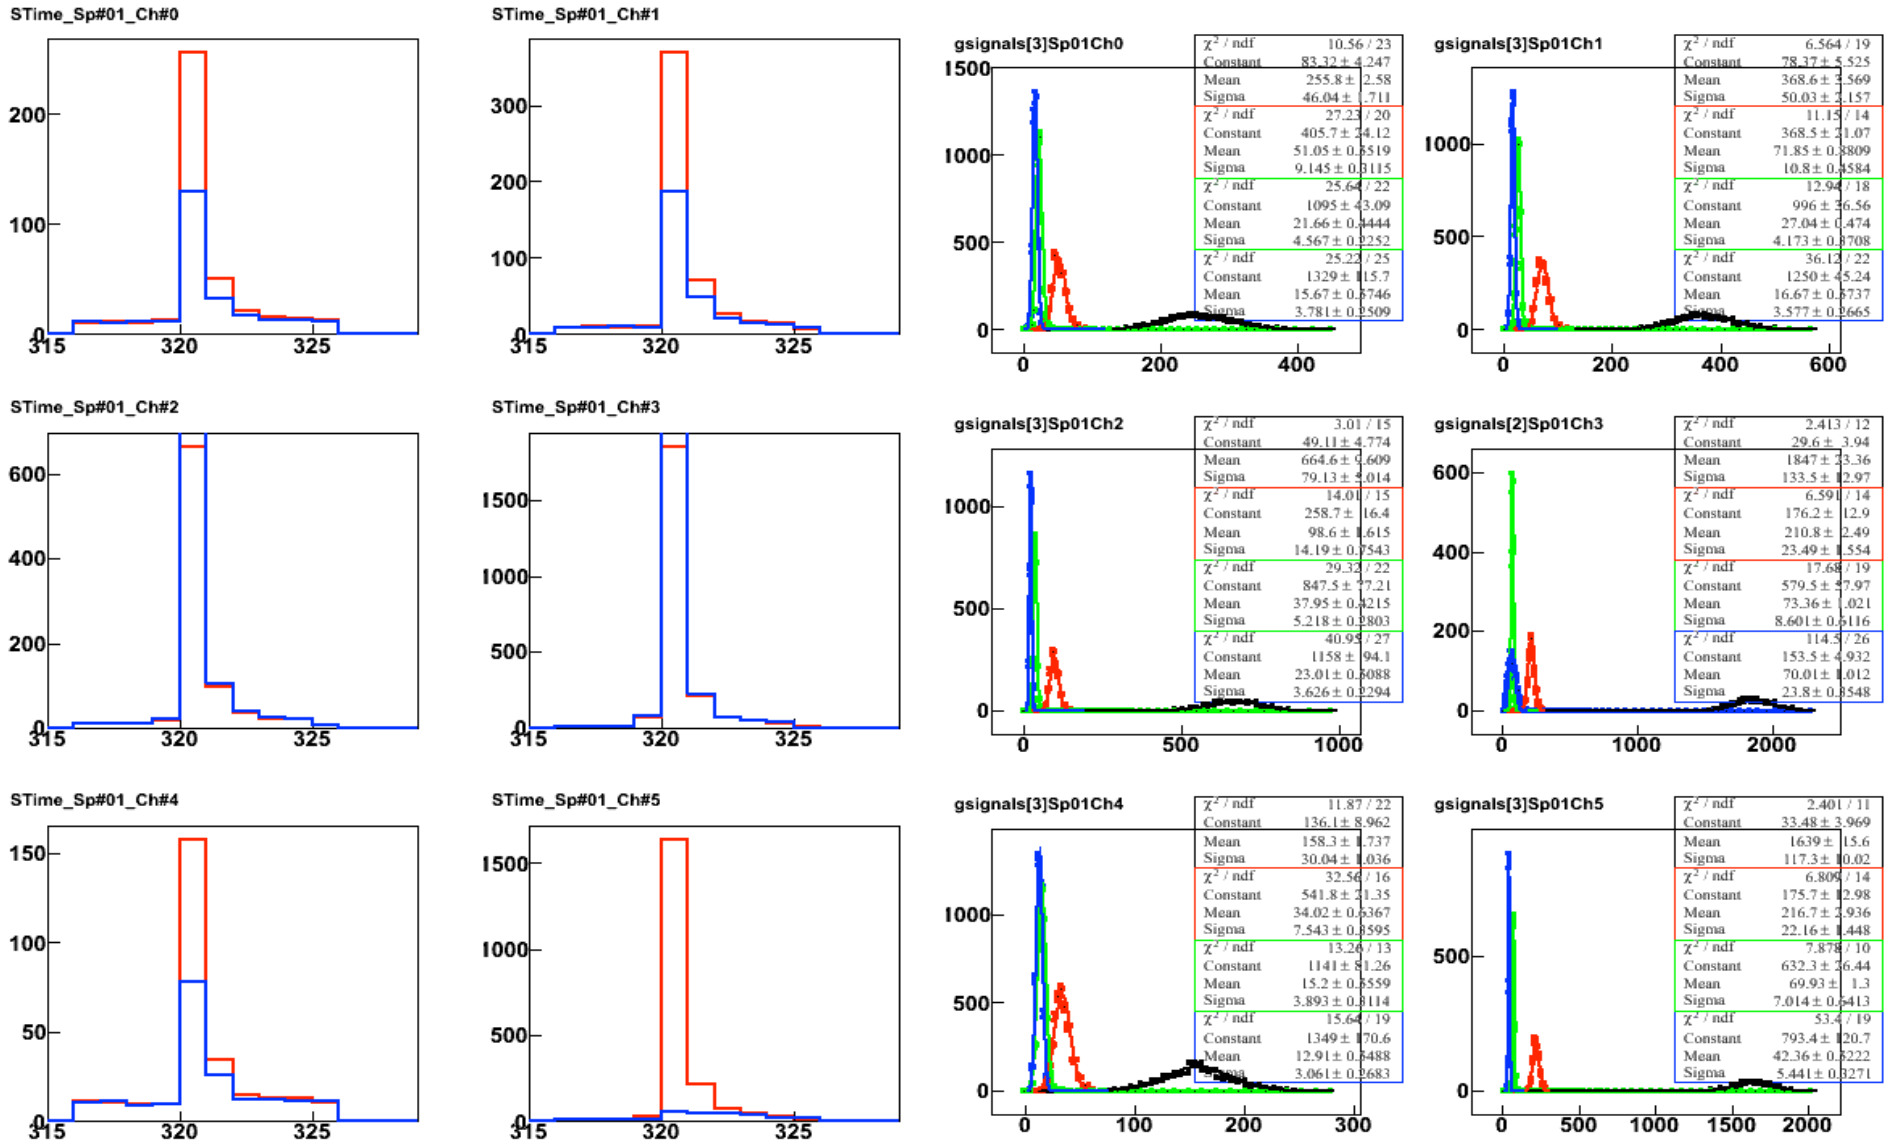 STime_Sp#01_Ch#0
200
100
0
315
320
325
STime_Sp#01_Ch#1
300
200
100
0
315
320
325
gsignals[3]Sp01Ch0
1500
1000
500
0
0
200
400
χ² / ndf 10.56 / 23
Constant 83.32 ± 4.247
Mean 255.8 ± 2.58
Sigma 46.04 ± 1.711
χ² / ndf 27.23 / 20
Constant 405.7 ± 24.12
Mean 51.05 ± 0.5519
Sigma 9.145 ± 0.3115
χ² / ndf 25.64 / 22
Constant 1095 ± 43.09
Mean 21.66 ± 0.4444
Sigma 4.567 ± 0.2252
χ² / ndf 25.22 / 25
Constant 1329 ± 115.7
Mean 15.67 ± 0.3746
Sigma 3.781 ± 0.2509
gsignals[3]Sp01Ch1
1000
500
0
0
200
400
600
χ² / ndf 6.564 / 19
Constant 78.37 ± 5.525
Mean 368.6 ± 3.569
Sigma 50.03 ± 2.157
χ² / ndf 11.15 / 14
Constant 368.5 ± 21.07
Mean 71.85 ± 0.8809
Sigma 10.8 ± 0.4584
χ² / ndf 12.94 / 18
Constant 996 ± 36.56
Mean 27.04 ± 0.474
Sigma 4.173 ± 0.3708
χ² / ndf 36.12 / 22
Constant 1250 ± 45.24
Mean 16.67 ± 0.3737
Sigma 3.577 ± 0.2665
STime_Sp#01_Ch#2
600
400
200
0
315
320
325
STime_Sp#01_Ch#3
1500
1000
500
0
315
320
325
gsignals[3]Sp01Ch2
1000
500
0
0
500
1000
χ² / ndf 3.01 / 15
Constant 49.11 ± 4.774
Mean 664.6 ± 9.609
Sigma 79.13 ± 5.014
χ² / ndf 14.01 / 15
Constant 258.7 ± 16.4
Mean 98.6 ± 1.615
Sigma 14.19 ± 0.7543
χ² / ndf 29.32 / 22
Constant 847.5 ± 77.21
Mean 37.95 ± 0.4215
Sigma 5.218 ± 0.2803
χ² / ndf 40.95 / 27
Constant 1158 ± 94.1
Mean 23.01 ± 0.3088
Sigma 3.626 ± 0.2294
gsignals[2]Sp01Ch3
600
400
200
0
0
1000
2000
χ² / ndf 2.413 / 12
Constant 29.6 ± 3.94
Mean 1847 ± 23.36
Sigma 133.5 ± 12.97
χ² / ndf 6.591 / 14
Constant 176.2 ± 12.9
Mean 210.8 ± 2.49
Sigma 23.49 ± 1.554
χ² / ndf 17.68 / 19
Constant 579.5 ± 37.97
Mean 73.36 ± 1.021
Sigma 8.601 ± 0.6116
χ² / ndf 114.5 / 26
Constant 153.5 ± 4.932
Mean 70.01 ± 1.012
Sigma 23.8 ± 0.8548
STime_Sp#01_Ch#4
150
100
50
0
315
320
325
STime_Sp#01_Ch#5
1500
1000
500
0
315
320
325
gsignals[3]Sp01Ch4
1000
500
0
0
100
200
300
χ² / ndf 11.87 / 22
Constant 136.1 ± 8.962
Mean 158.3 ± 1.737
Sigma 30.04 ± 1.036
χ² / ndf 32.56 / 16
Constant 541.8 ± 21.35
Mean 34.02 ± 0.6367
Sigma 7.543 ± 0.3595
χ² / ndf 13.26 / 13
Constant 1141 ± 81.26
Mean 15.2 ± 0.3559
Sigma 3.893 ± 0.3114
χ² / ndf 15.64 / 19
Constant 1349 ± 170.6
Mean 12.91 ± 0.3488
Sigma 3.061 ± 0.2683
gsignals[3]Sp01Ch5
500
0
0
500
1000
1500
2000
χ² / ndf 2.401 / 11
Constant 33.48 ± 3.969
Mean 1639 ± 15.6
Sigma 117.3 ± 10.02
χ² / ndf 6.809 / 14
Constant 175.7 ± 12.98
Mean 216.7 ± 2.936
Sigma 22.16 ± 1.448
χ² / ndf 7.878 / 10
Constant 632.3 ± 26.44
Mean 69.93 ± 1.3
Sigma 7.014 ± 0.6413
χ² / ndf 53.4 / 19
Constant 793.4 ± 120.7
Mean 42.36 ± 0.5222
Sigma 5.441 ± 0.3271